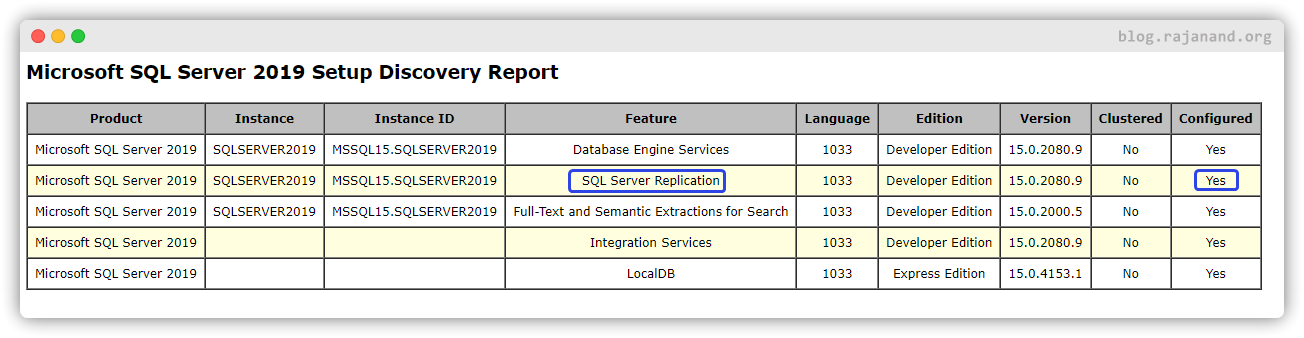 blog.rajanand.org
Microsoft SQL Server 2019 Setup Discovery Report
Product Instance Instance ID Feature Language Edition Version Clustered Configured
Microsoft SQL Server 2019 SQLSERVER2019 MSSQL15.SQLSERVER2019 Database Engine Services 1033 Developer Edition 15.0.2080.9 No Yes
Microsoft SQL Server 2019 SQLSERVER2019 MSSQL15.SQLSERVER2019 SQL Server Replication 1033 Developer Edition 15.0.2080.9 No Yes
Microsoft SQL Server 2019 SQLSERVER2019 MSSQL15.SQLSERVER2019 Full-Text and Semantic Extractions for Search 1033 Developer Edition 15.0.2000.5 No Yes
Microsoft SQL Server 2019 Integration Services 1033 Developer Edition 15.0.2080.9 No Yes
Microsoft SQL Server 2019 LocalDB 1033 Express Edition 15.0.4153.1 No Yes